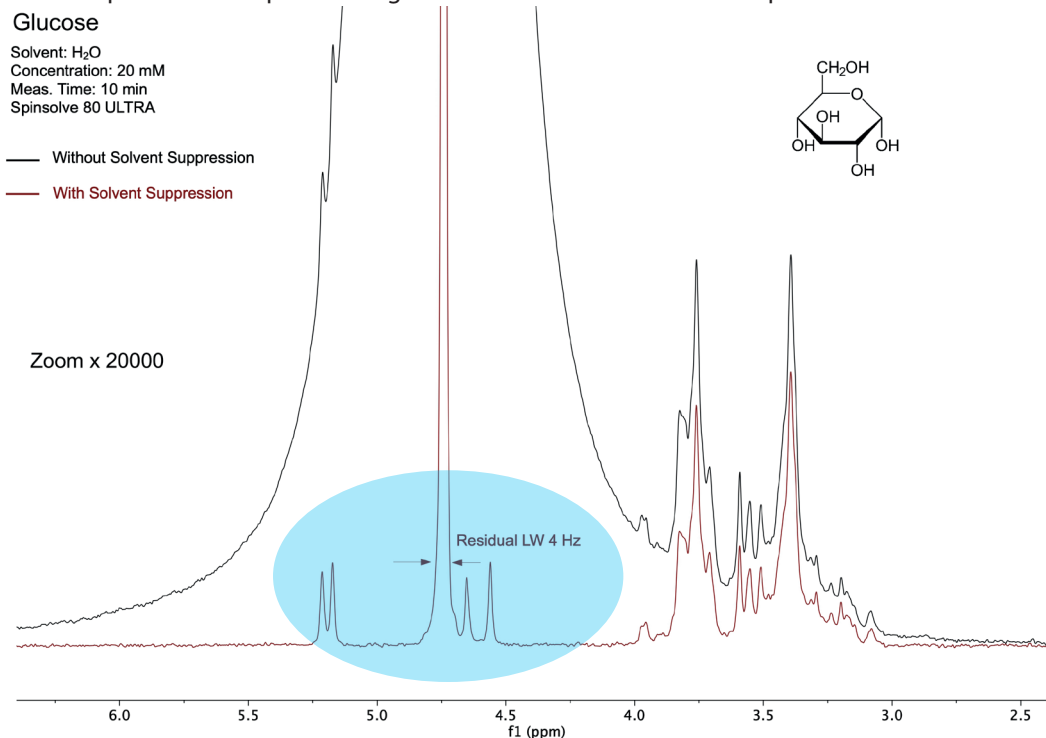 Glucose
Solvent: H₂O
Concentration: 20 mM
Meas. Time: 10 min
Spinsolve 80 ULTRA
Without Solvent Suppression
With Solvent Suppression
Zoom x 20000
CH₂OH
O
OH
OH
OH
OH
Residual LW 4 Hz
6.0 5.5 5.0 4.5 4.0 3.5 3.0 2.5
f1 (ppm)